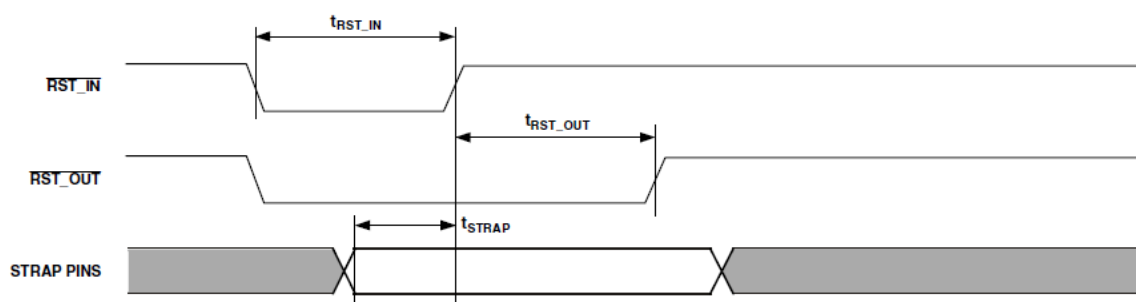 tRST_IN
RST_IN
tRST_OUT
RST_OUT
tSTRAP
STRAP PINS